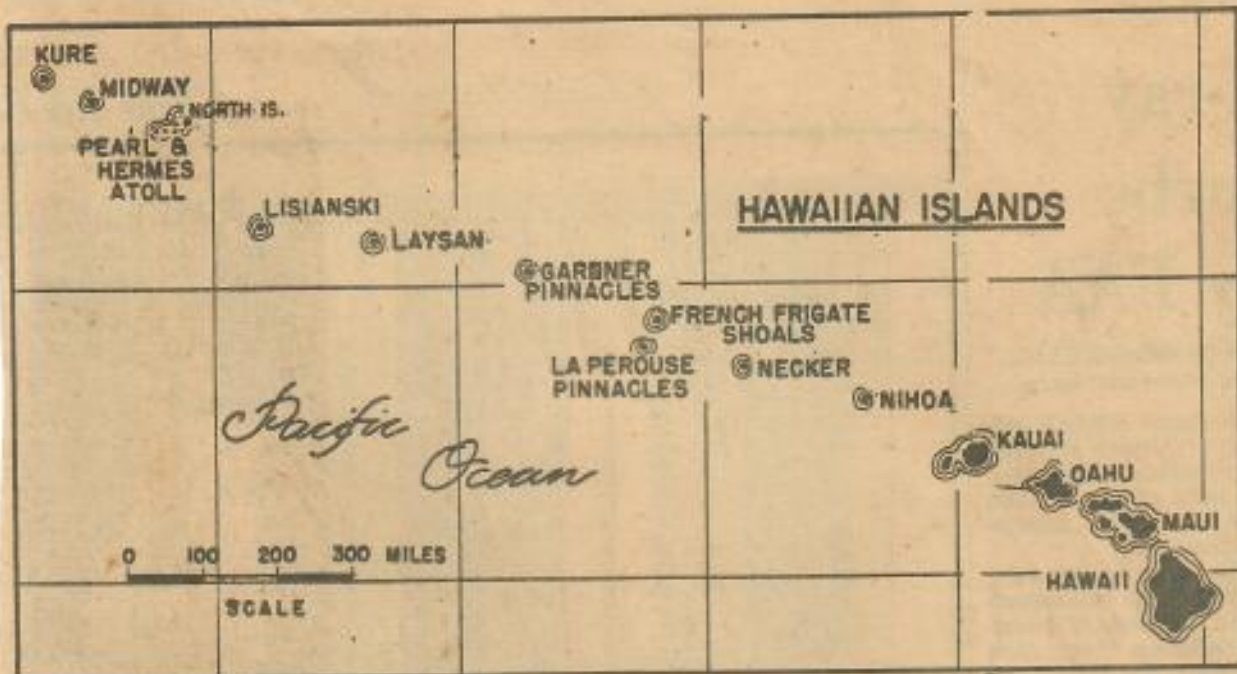 KURE
MIDWAY
NORTH IS.
PEARL &
HERMES
ATOLL
LISIANSKI
LAYSAN
HAWAIIAN ISLANDS
GARDNER
PINNACLES
FRENCH FRIGATE
SHOALS
LA PEROUSE
PINNACLES
NECKER
NIHOA
Pacific
Ocean
KAUAI
OAHU
MAUI
HAWAII
0 100 200 300 MILES
SCALE